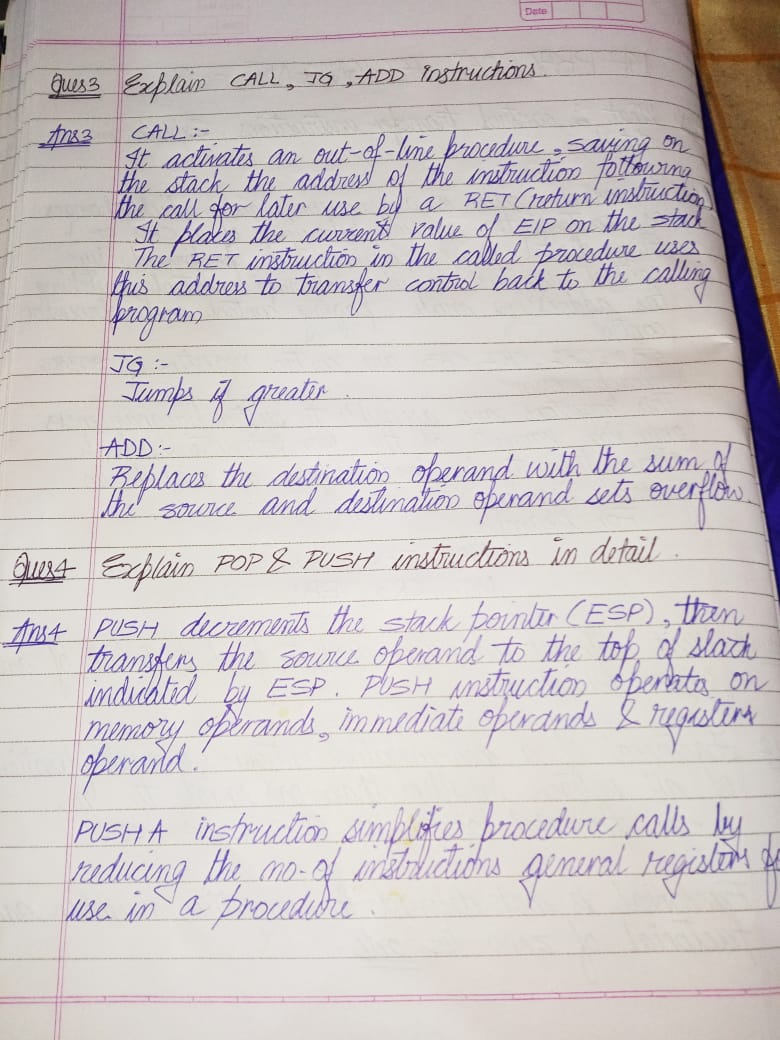 Date
Ques3 Explain CALL, JG, ADD instructions.
Ans3 CALL :-
It activates an out-of-line procedure, saving on
the stack the address of the instruction following
the call for later use by a RET (return instruction)
It places the current value of EIP on the stack
The RET instruction in the called procedure uses
this address to transfer control back to the calling
program
JG :-
Jumps if greater.
ADD :-
Replaces the destination operand with the sum of
the source and destination operand sets overflow.
Ques4 Explain POP & PUSH instructions in detail.
Ans4 PUSH decrements the stack pointer (ESP), then
transfers the source operand to the top of stack
indicated by ESP. PUSH instruction operates on
memory operands, immediate operands & registers
operand.
PUSHA instruction simplifies procedure calls by
reducing the no-of instructions general registers
use in a procedure.